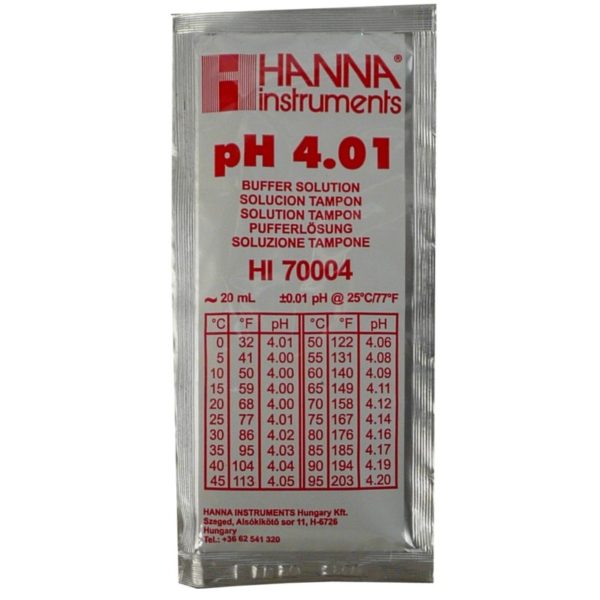 HANNA®
instruments
pH 4.01
BUFFER SOLUTION
SOLUCION TAMPON
SOLUTION TAMPON
PUFFERLÖSUNG
SOLUZIONE TAMPONE
HI 70004
~ 20 mL ±0.01 pH @ 25°C/77°F
°C °F pH °C °F pH
0 32 4.01 50 122 4.06
5 41 4.00 55 131 4.08
10 50 4.00 60 140 4.09
15 59 4.00 65 149 4.11
20 68 4.00 70 158 4.12
25 77 4.01 75 167 4.14
30 86 4.02 80 176 4.16
35 95 4.03 85 185 4.17
40 104 4.04 90 194 4.19
45 113 4.05 95 203 4.20
HANNA INSTRUMENTS Hungary Kft.
Szeged, Alsókikötő sor 11, H-6726
Hungary
Tel.: +36 62 541 320